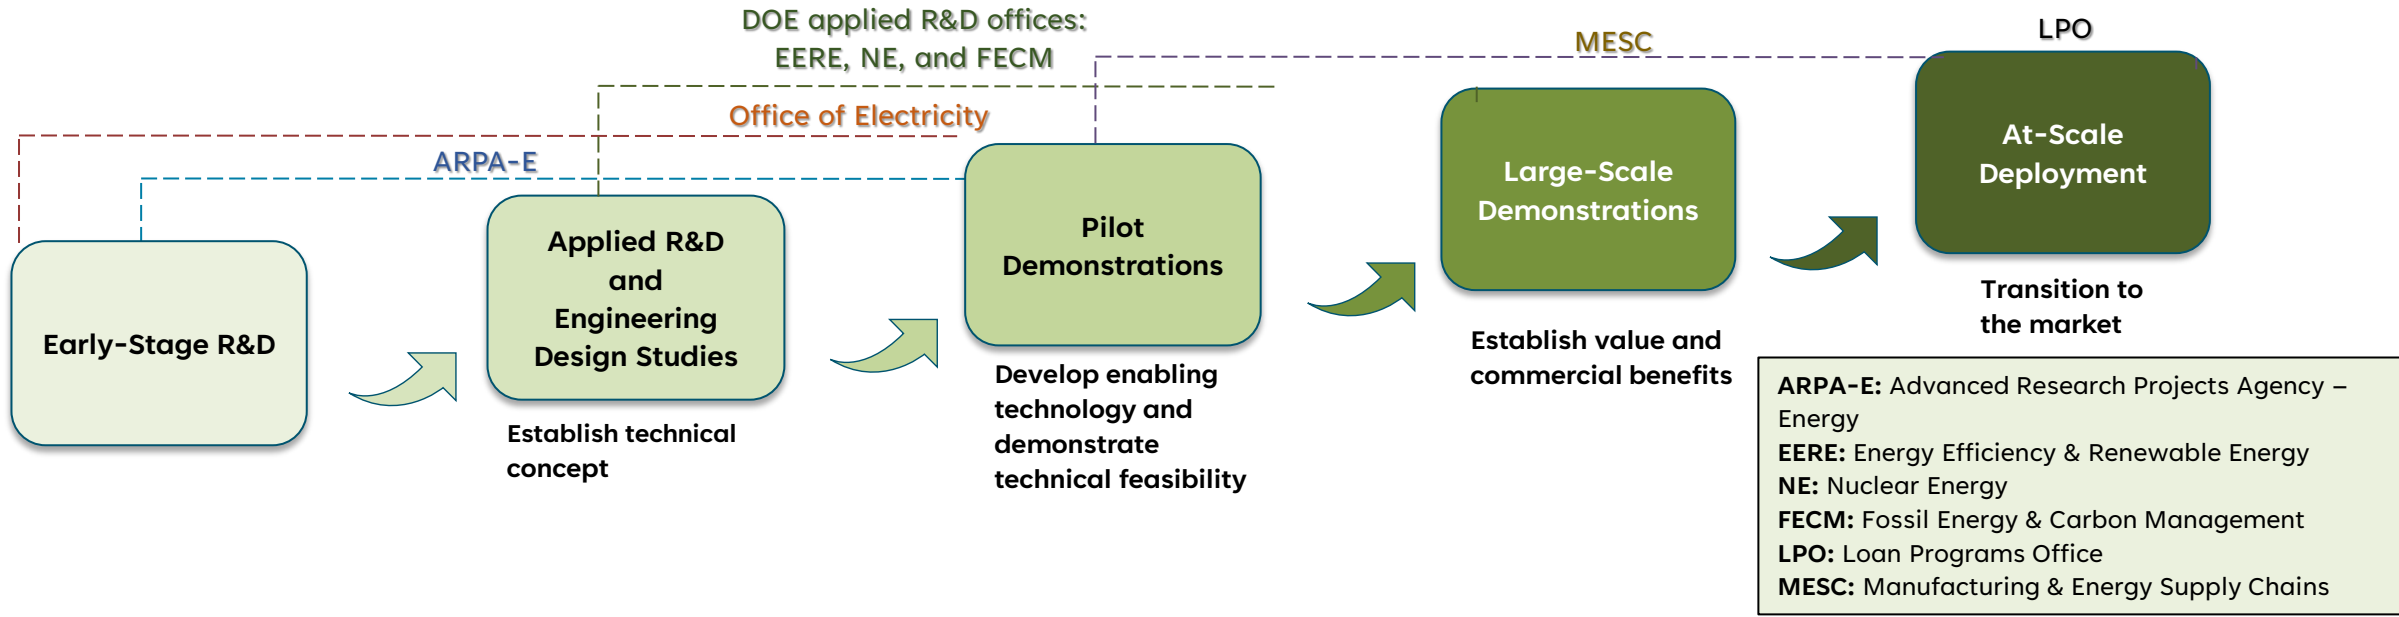 DOE applied R&D offices:
EERE, NE, and FECM
MESC
LPO
Office of Electricity
ARPA-E
Early-Stage R&D
Applied R&D
and
Engineering
Design Studies
Establish technical
concept
Pilot
Demonstrations
Develop enabling
technology and
demonstrate
technical feasibility
Large-Scale
Demonstrations
Establish value and
commercial benefits
At-Scale
Deployment
Transition to
the market
ARPA-E: Advanced Research Projects Agency –
Energy
EERE: Energy Efficiency & Renewable Energy
NE: Nuclear Energy
FECM: Fossil Energy & Carbon Management
LPO: Loan Programs Office
MESC: Manufacturing & Energy Supply Chains